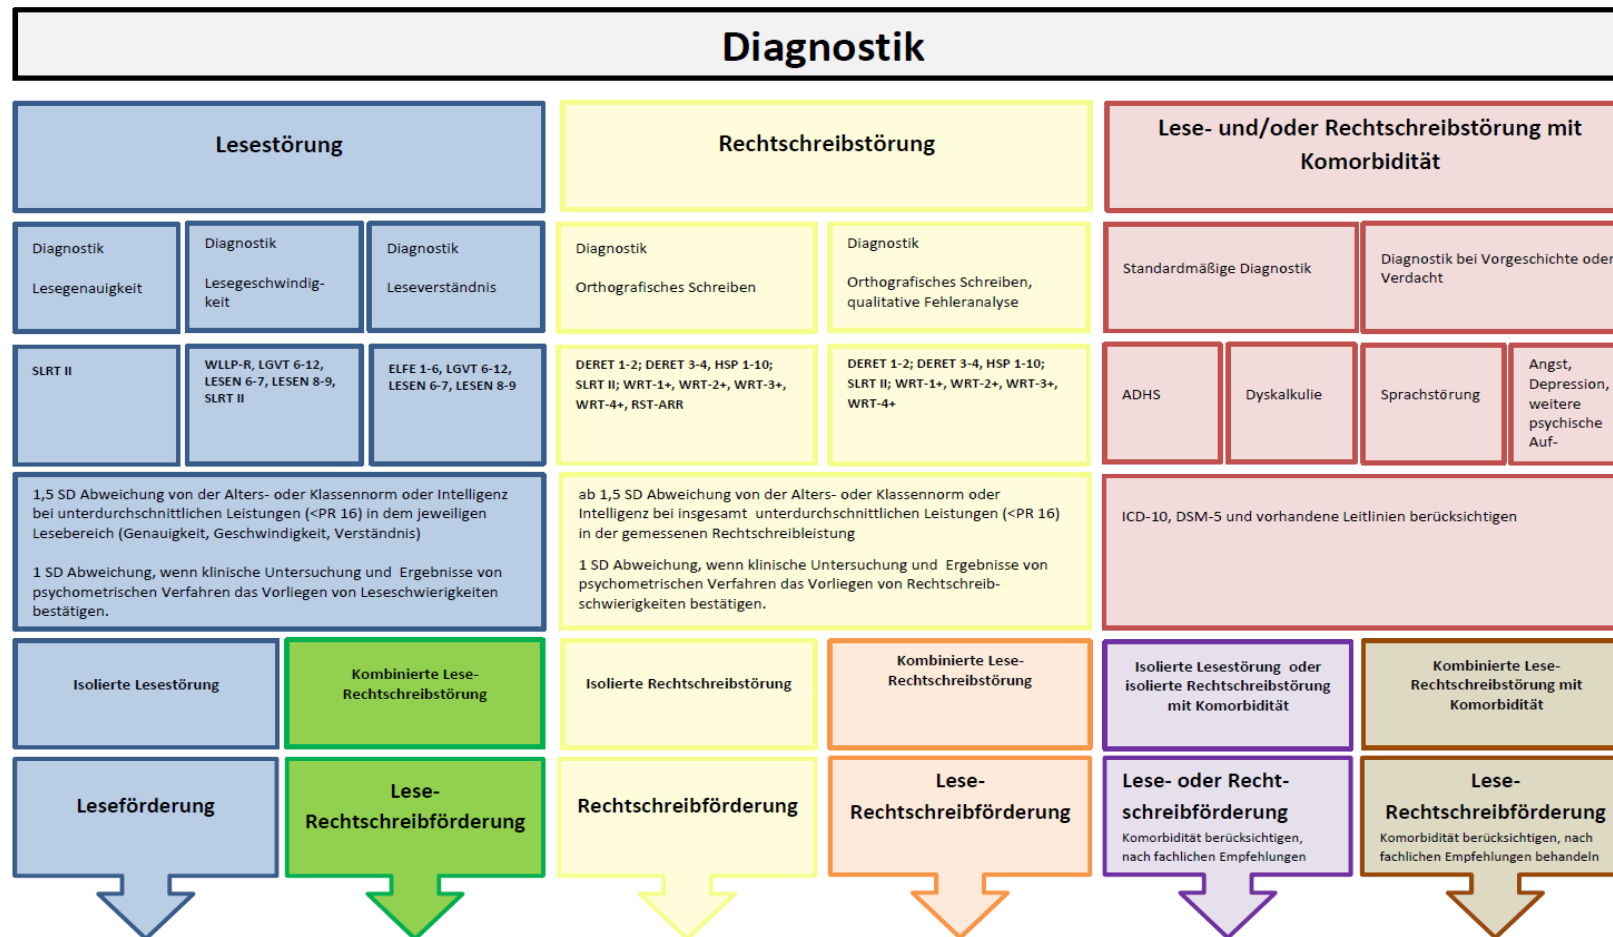 Diagnostik
Lesestörung
Rechtschreibstörung
Lese- und/oder Rechtschreibstörung mit
Komorbidität
Diagnostik
Lesegenauigkeit
Diagnostik
Lesegeschwindig-
keit
Diagnostik
Leseverständnis
Diagnostik
Orthografisches Schreiben
Diagnostik
Orthografisches Schreiben,
qualitative Fehleranalyse
Standardmäßige Diagnostik
Diagnostik bei Vorgeschichte oder
Verdacht
SLRT II
WLLP-R, LGVT 6-12,
LESEN 6-7, LESEN 8-9,
SLRT II
ELFE 1-6, LGVT 6-12,
LESEN 6-7, LESEN 8-9
DERET 1-2; DERET 3-4, HSP 1-10;
SLRT II; WRT-1+, WRT-2+, WRT-3+,
WRT-4+, RST-ARR
DERET 1-2; DERET 3-4, HSP 1-10;
SLRT II; WRT-1+, WRT-2+, WRT-3+,
WRT-4+
ADHS
Dyskalkulie
Sprachstörung
Angst,
Depression,
weitere
psychische
Auf-
1,5 SD Abweichung von der Alters- oder Klassennorm oder Intelligenz
bei unterdurchschnittlichen Leistungen (<PR 16) in dem jeweiligen
Lesebereich (Genauigkeit, Geschwindigkeit, Verständnis)
1 SD Abweichung, wenn klinische Untersuchung und Ergebnisse von
psychometrischen Verfahren das Vorliegen von Leseschwierigkeiten
bestätigen.
ab 1,5 SD Abweichung von der Alters- oder Klassennorm oder
Intelligenz bei insgesamt unterdurchschnittlichen Leistungen (<PR 16)
in der gemessenen Rechtschreibleistung
1 SD Abweichung, wenn klinische Untersuchung und Ergebnisse von
psychometrischen Verfahren das Vorliegen von Rechtschreib-
schwierigkeiten bestätigen.
ICD-10, DSM-5 und vorhandene Leitlinien berücksichtigen
Isolierte Lesestörung
Kombinierte Lese-
Rechtschreibstörung
Isolierte Rechtschreibstörung
Kombinierte Lese-
Rechtschreibstörung
Isolierte Lesestörung oder
isolierte Rechtschreibstörung
mit Komorbidität
Kombinierte Lese-
Rechtschreibstörung mit
Komorbidität
Leseförderung
Lese-
Rechtschreibförderung
Rechtschreibförderung
Lese-
Rechtschreibförderung
Lese- oder Recht-
schreibförderung
Komorbidität berücksichtigen,
nach fachlichen Empfehlungen
Lese-
Rechtschreibförderung
Komorbidität berücksichtigen, nach
fachlichen Empfehlungen behandeln